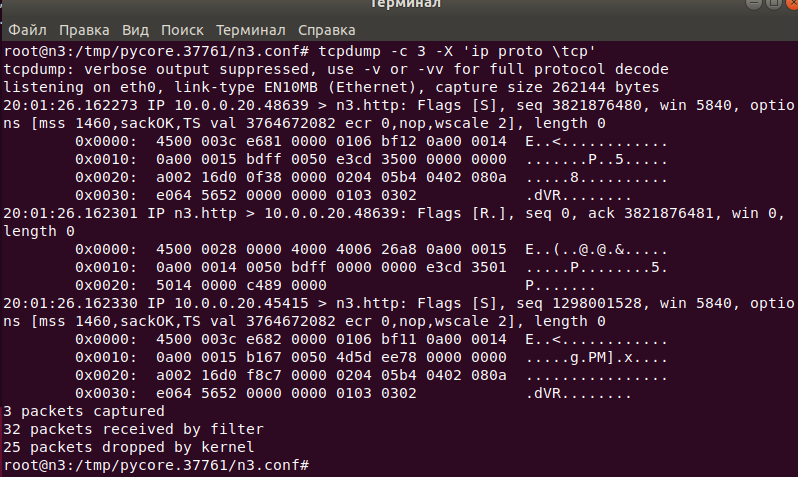 Терминал
Файл Правка Вид Поиск Терминал Справка
root@n3:/tmp/pycore.37761/n3.conf# tcpdump -c 3 -X 'ip proto \tcp'
tcpdump: verbose output suppressed, use -v or -vv for full protocol decode
listening on eth0, link-type EN10MB (Ethernet), capture size 262144 bytes
20:01:26.162273 IP 10.0.0.20.48639 > n3.http: Flags [S], seq 3821876480, win 5840, optio
ns [mss 1460,sackOK,TS val 3764672082 ecr 0,nop,wscale 2], length 0
0x0000:  4500 003c e681 0000 0106 bf12 0a00 0014  E..<............
0x0010:  0a00 0015 bdff 0050 e3cd 3500 0000 0000  .......P..5.....
0x0020:  a002 16d0 0f38 0000 0204 05b4 0402 080a  .....8..........
0x0030:  e064 5652 0000 0000 0103 0302            .dVR........
20:01:26.162301 IP n3.http > 10.0.0.20.48639: Flags [R.], seq 0, ack 3821876481, win 0,
length 0
0x0000:  4500 0028 0000 4000 4006 26a8 0a00 0015  E..(..@.@.&.....
0x0010:  0a00 0014 0050 bdff 0000 0000 e3cd 3501  .....P........5.
0x0020:  5014 0000 c489 0000                      P.......
20:01:26.162330 IP 10.0.0.20.45415 > n3.http: Flags [S], seq 1298001528, win 5840, optio
ns [mss 1460,sackOK,TS val 3764672082 ecr 0,nop,wscale 2], length 0
0x0000:  4500 003c e682 0000 0106 bf11 0a00 0014  E..<............
0x0010:  0a00 0015 b167 0050 4d5d ee78 0000 0000  .....g.PM].x....
0x0020:  a002 16d0 f8c7 0000 0204 05b4 0402 080a  ................
0x0030:  e064 5652 0000 0000 0103 0302            .dVR........
3 packets captured
32 packets received by filter
25 packets dropped by kernel
root@n3:/tmp/pycore.37761/n3.conf#